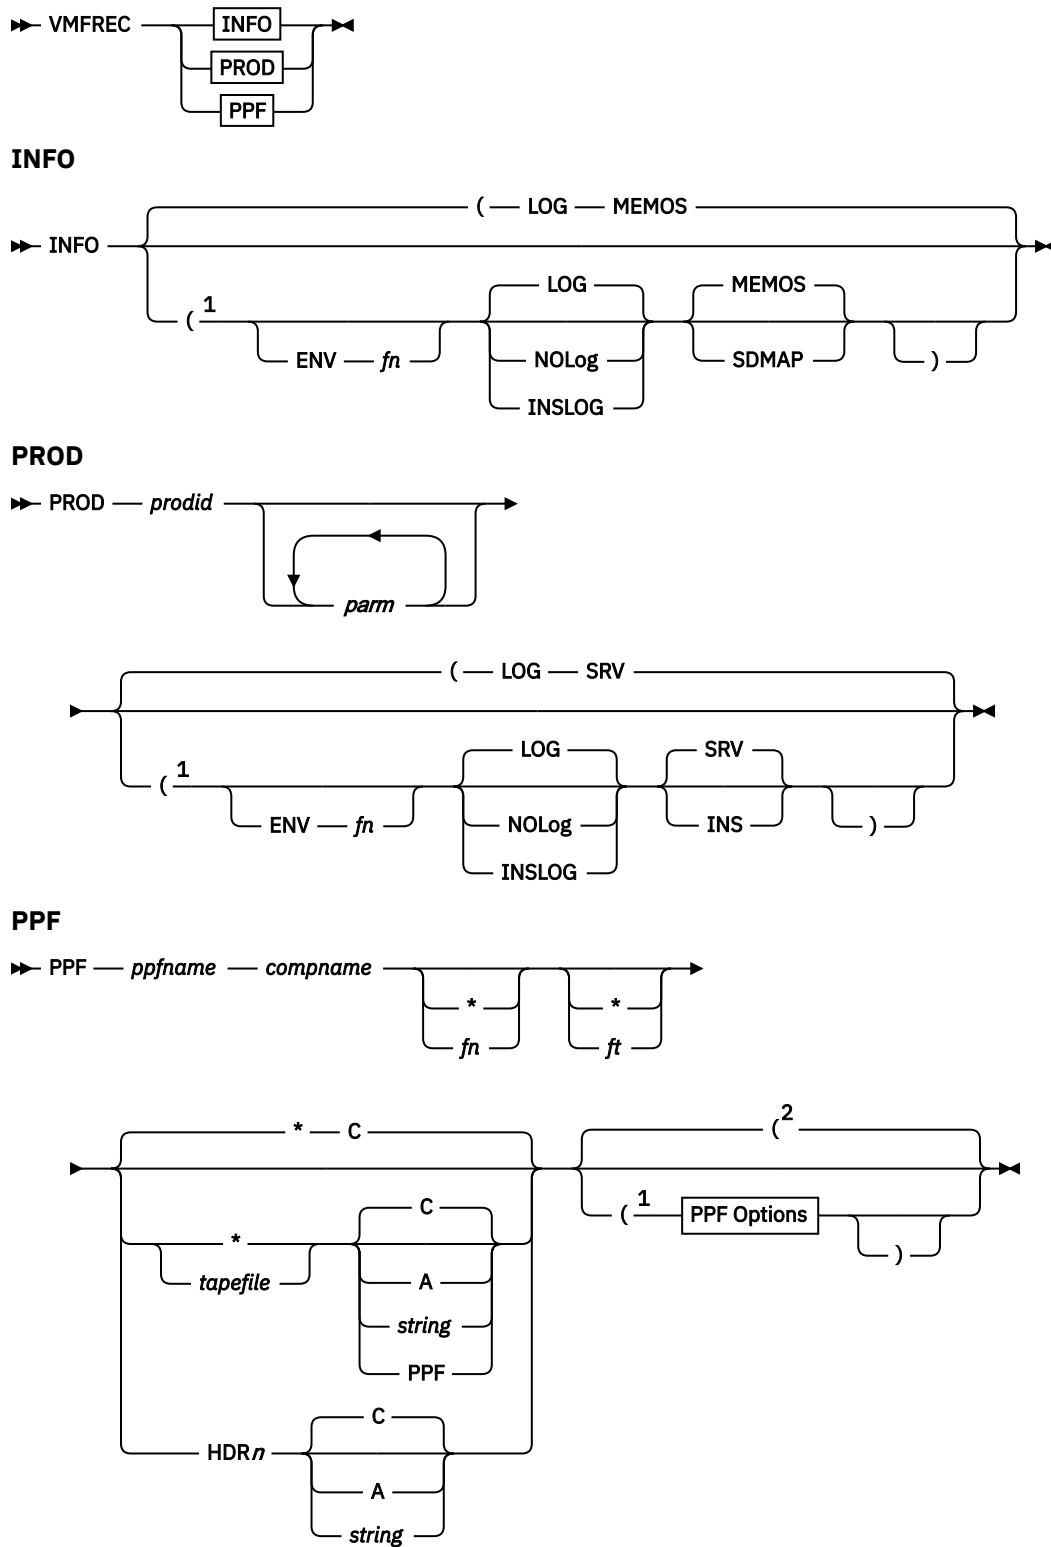 VMFREC INFO
PROD
PPF
INFO
( LOG MEMOS
INFO
LOG MEMOS
( 1
ENV fn NOLog SDMAP )
INSLOG
PROD
PROD prodid
parm
( LOG SRV
LOG SRV
( 1
ENV fn NOLog INS )
INSLOG
PPF
PPF ppfname compname
* *
fn ft
* C ( 2
C ( 1 PPF Options
* )
tapefile A
string
PPF
C
HDRn
A
string